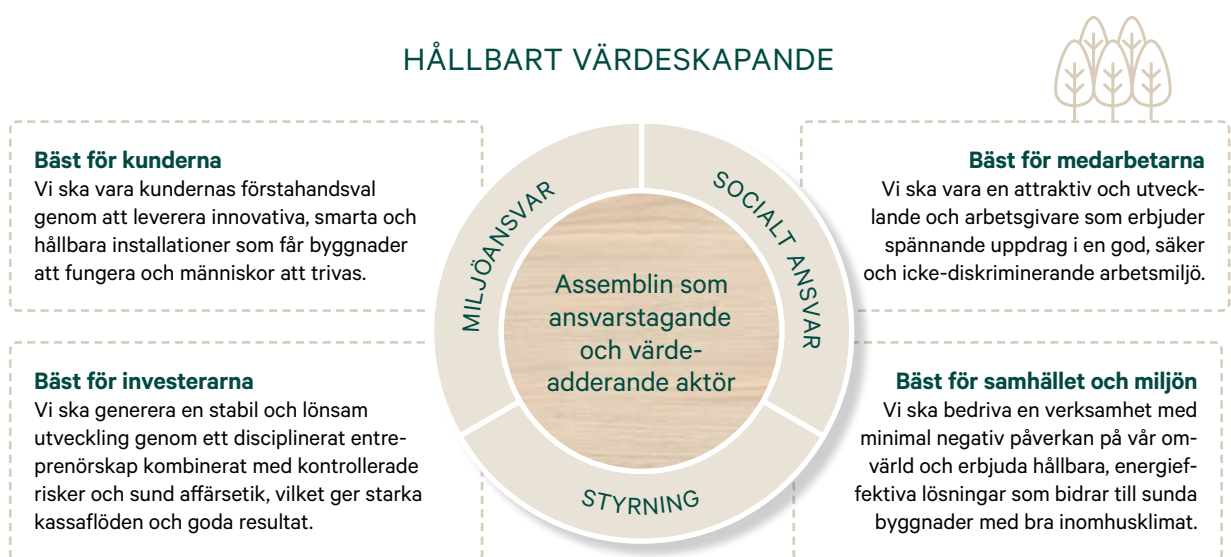 HÅLLBART VÄRDESKAPANDE
Bäst för kunderna
Vi ska vara kundernas förstahandsval
genom att leverera innovativa, smarta och
hållbara installationer som får byggnader
att fungera och människor att trivas.
MILJÖANSVAR
SOCIALT ANSVAR
STYRNING
Assemblin som
ansvarstagande
och värde-
adderande aktör
Bäst för medarbetarna
Vi ska vara en attraktiv och utveck-
lande och arbetsgivare som erbjuder
spännande uppdrag i en god, säker
och icke-diskriminerande arbetsmiljö.
Bäst för investerarna
Vi ska generera en stabil och lönsam
utveckling genom ett disciplinerat entre-
prenörskap kombinerat med kontrollerade
risker och sund affärsetik, vilket ger starka
kassaflöden och goda resultat.
Bäst för samhället och miljön
Vi ska bedriva en verksamhet med
minimal negativ påverkan på vår om-
värld och erbjuda hållbara, energief-
fektiva lösningar som bidrar till sunda
byggnader med bra inomhusklimat.